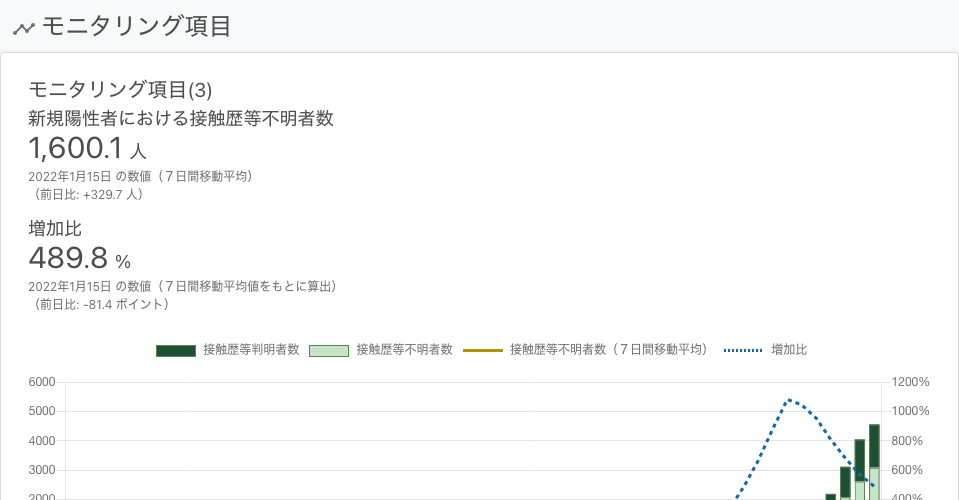 モニタリング項目
モニタリング項目(3)
新規陽性者における接触歴等不明者数
1,600.1 人
2022年1月15日 の数値（７日間移動平均）
（前日比: +329.7 人）
増加比
489.8 %
2022年1月15日 の数値（７日間移動平均値をもとに算出）
（前日比: -81.4 ポイント）
接触歴等判明者数 接触歴等不明者数 接触歴等不明者数（７日間移動平均） 増加比
6000 1200%
5000 1000%
4000 800%
3000 600%
2000 400%